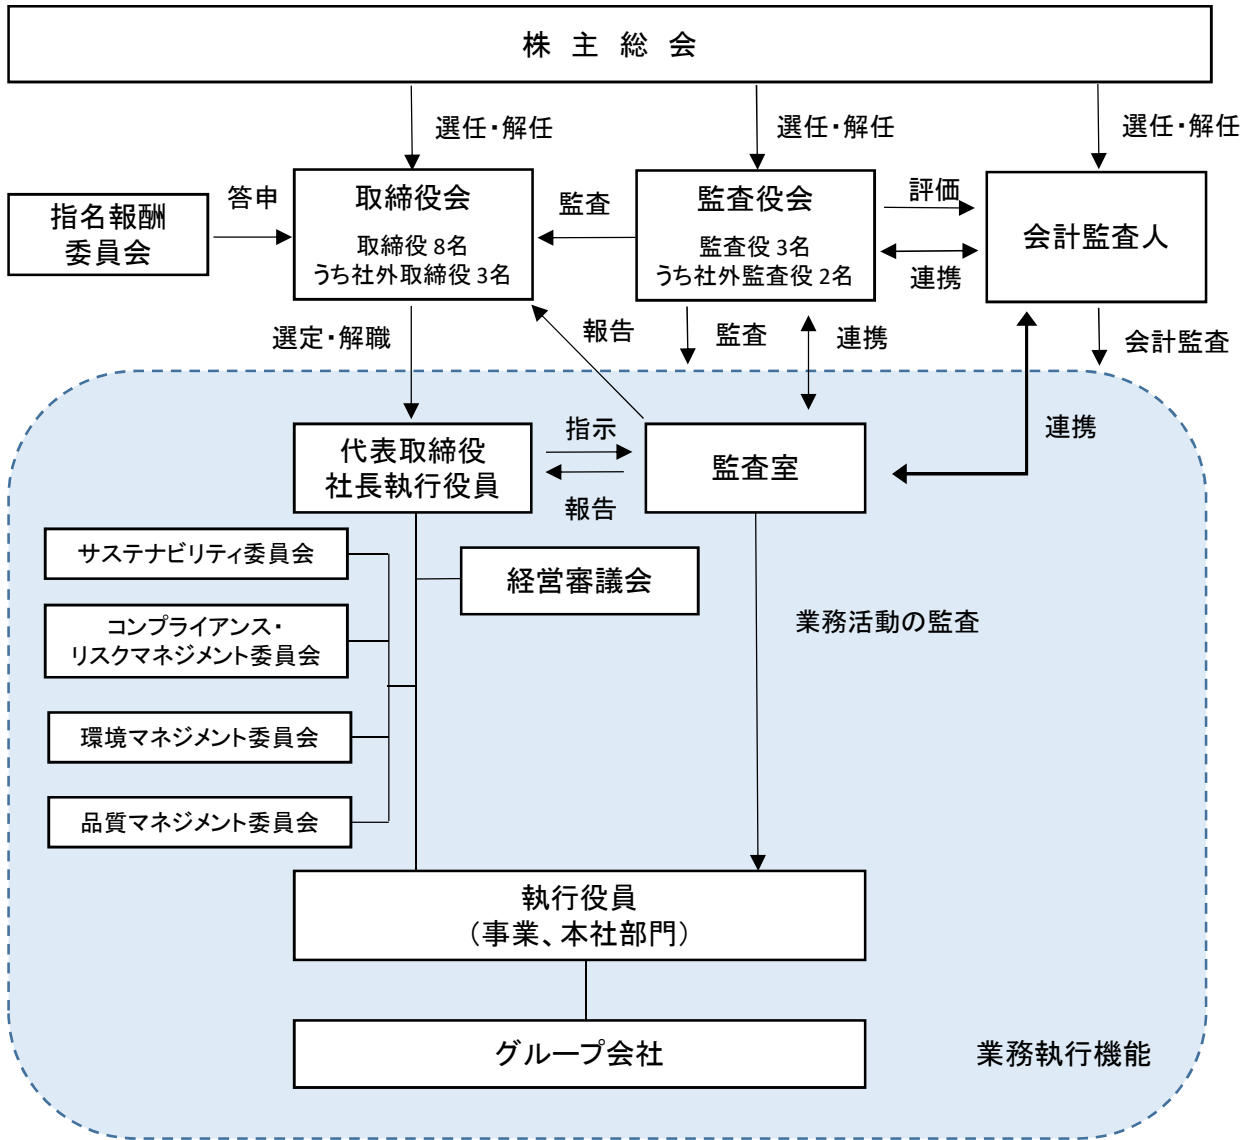 株 主 総 会
選任・解任
選任・解任
選任・解任
指名報酬
委員会
答申
取締役会
取締役 8名
うち社外取締役 3名
監査
監査役会
監査役 3名
うち社外監査役 2名
評価
連携
会計監査人
選定・解職
報告
監査
連携
会計監査
連携
代表取締役
社長執行役員
指示
報告
監査室
サステナビリティ委員会
経営審議会
コンプライアンス・
リスクマネジメント委員会
業務活動の監査
環境マネジメント委員会
品質マネジメント委員会
執行役員
（事業、本社部門）
グループ会社
業務執行機能